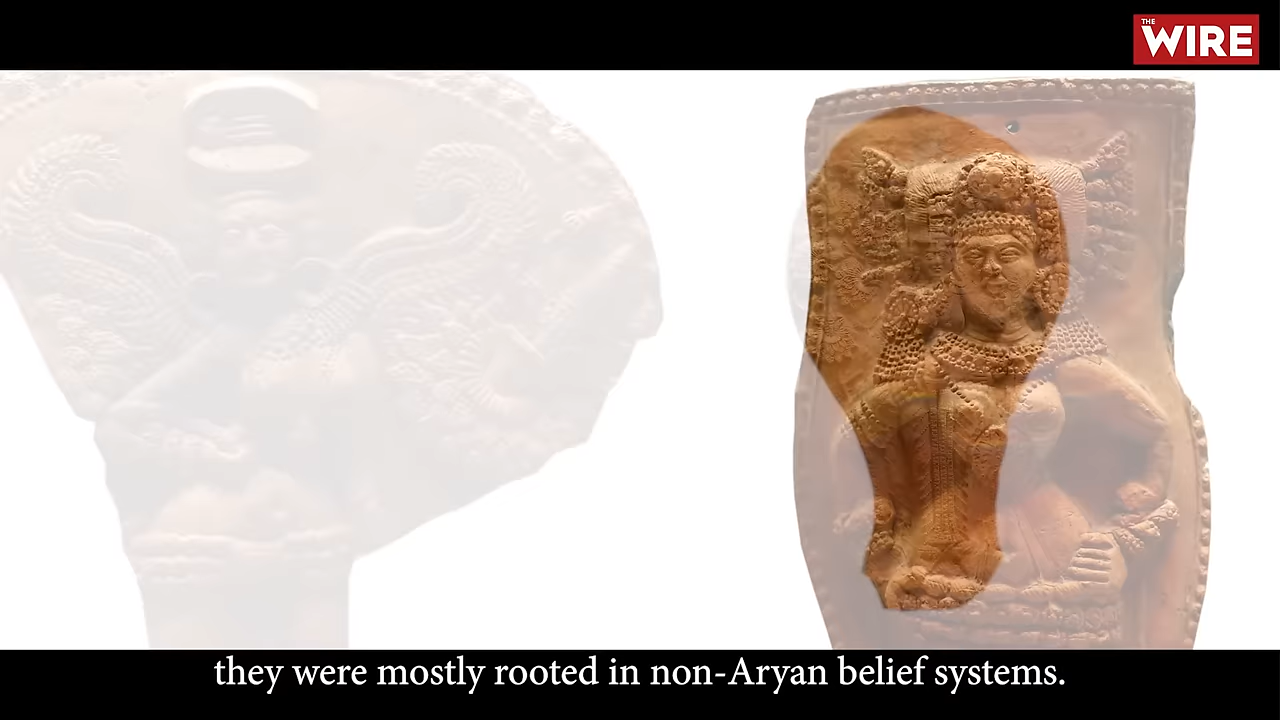 THE
WIRE
they were mostly rooted in non-Aryan belief systems.